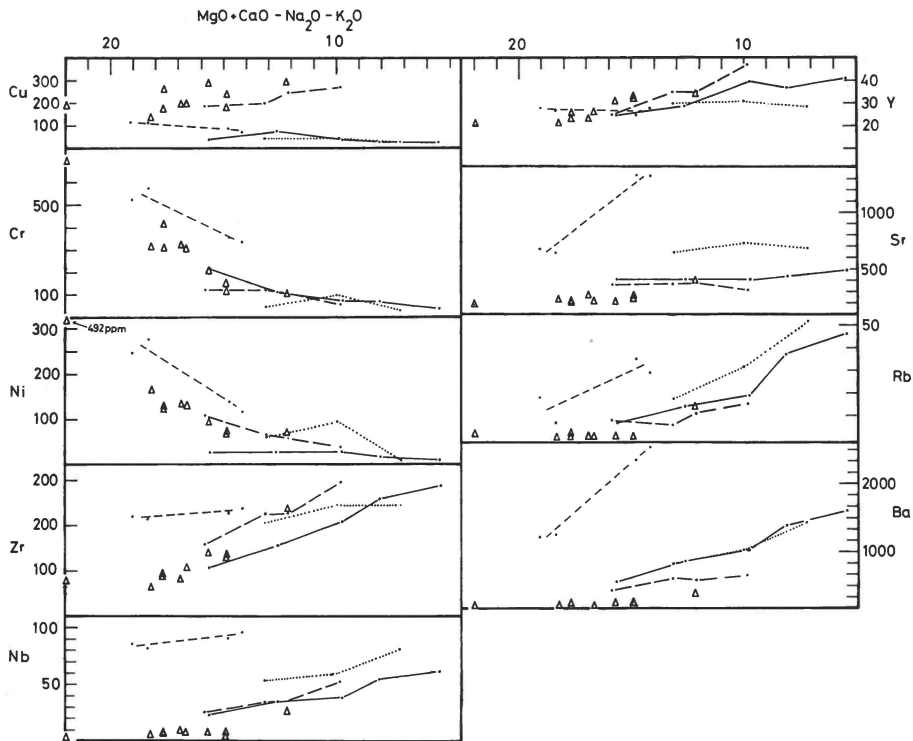 MgO+CaO -Na2O -K2O
20 10
Cu 300 200 100
Cr 500 100
492ppm
Ni 300 200 100
Zr 200 200 100
Nb 100 50
20 10
40 30 20 Y
1000 500 Sr
50 Rb
2000 1000 Ba